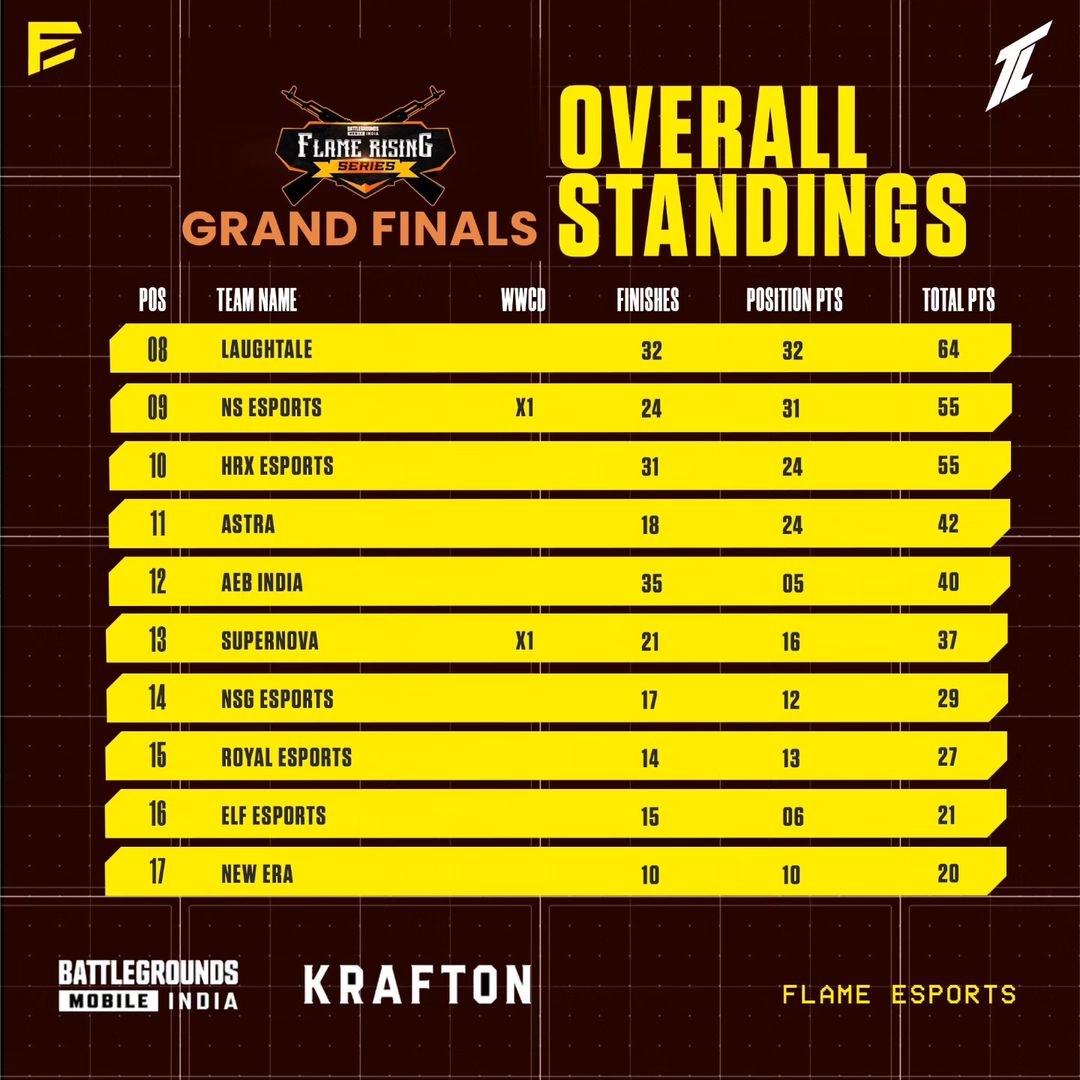 OVERALL
STANDINGS
BATTLEGROUNDS
MOBILE INDIA
FLAME RISING
SERIES
GRAND FINALS
POS TEAM NAME WWCD FINISHES POSITION PTS TOTAL PTS
08 LAUGHTALE 32 32 64
09 NS ESPORTS X1 24 31 55
10 HRX ESPORTS 31 24 55
11 ASTRA 18 24 42
12 AEB INDIA 35 05 40
13 SUPERNOVA X1 21 16 37
14 NSG ESPORTS 17 12 29
15 ROYAL ESPORTS 14 13 27
16 ELF ESPORTS 15 06 21
17 NEW ERA 10 10 20
BATTLEGROUNDS
MOBILE INDIA
KRAFTON
FLAME ESPORTS